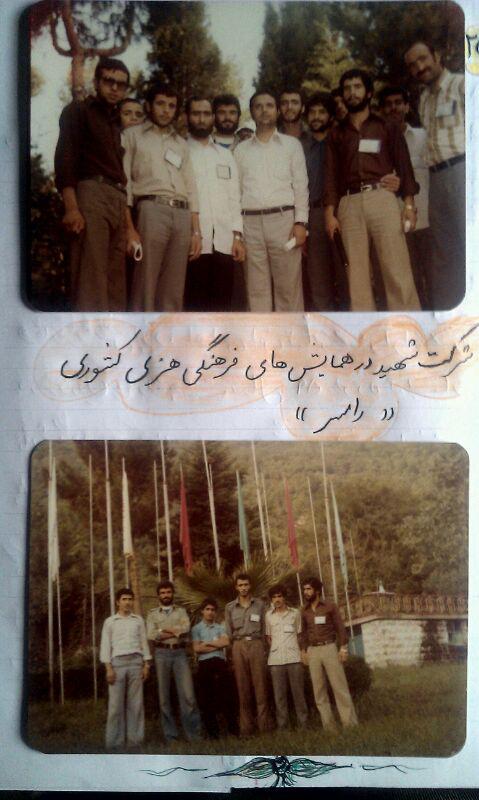 شرکت شهید در همایش های فرهنگی هنری کشوری
« رامسر »